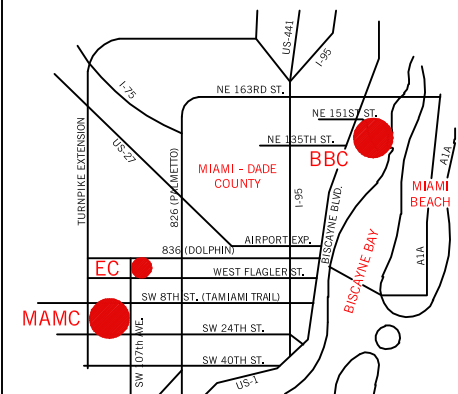 US-441
I-95
I-75
NE 163RD ST.
NE 151ST ST.
NE 135TH ST.
BBC
US-27
TURNPIKE EXTENSION
826 (PALMETTO)
MIAMI - DADE
COUNTY
I-95
A1A
MIAMI
BEACH
BISCAYNE BLVD.
AIRPORT EXP.
836 (DOLPHIN)
EC
WEST FLAGLER ST.
BISCAYNE BAY
A1A
SW 8TH ST. (TAMIAMI TRAIL)
MAMC
SW 24TH ST.
SW 107th AVE.
SW 40TH ST.
US-1